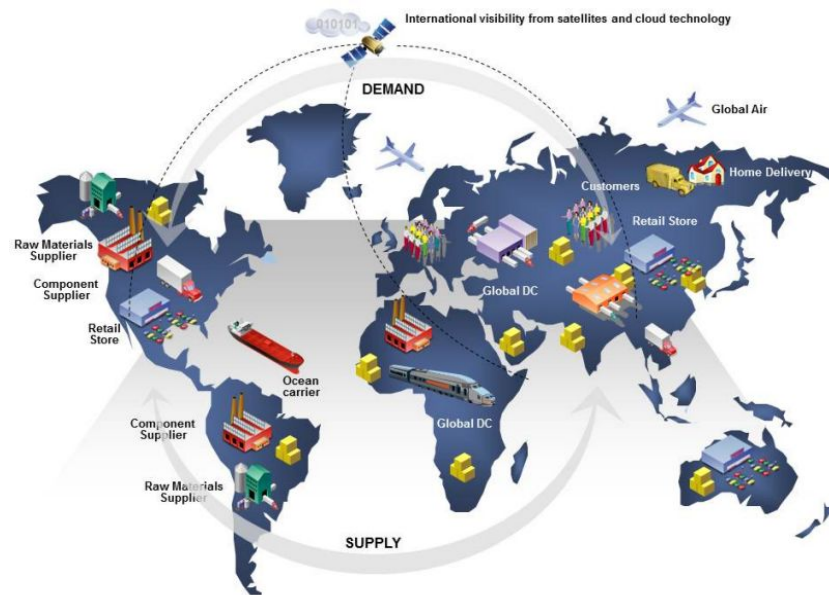 International visibility from satellites and cloud technology
010101
DEMAND
Global Air
Home Delivery
Customers
Retail Store
Raw Materials
Supplier
Component
Supplier
Global DC
Retail
Store
Ocean
carrier
Component
Supplier
Global DC
Raw Materials
Supplier
SUPPLY